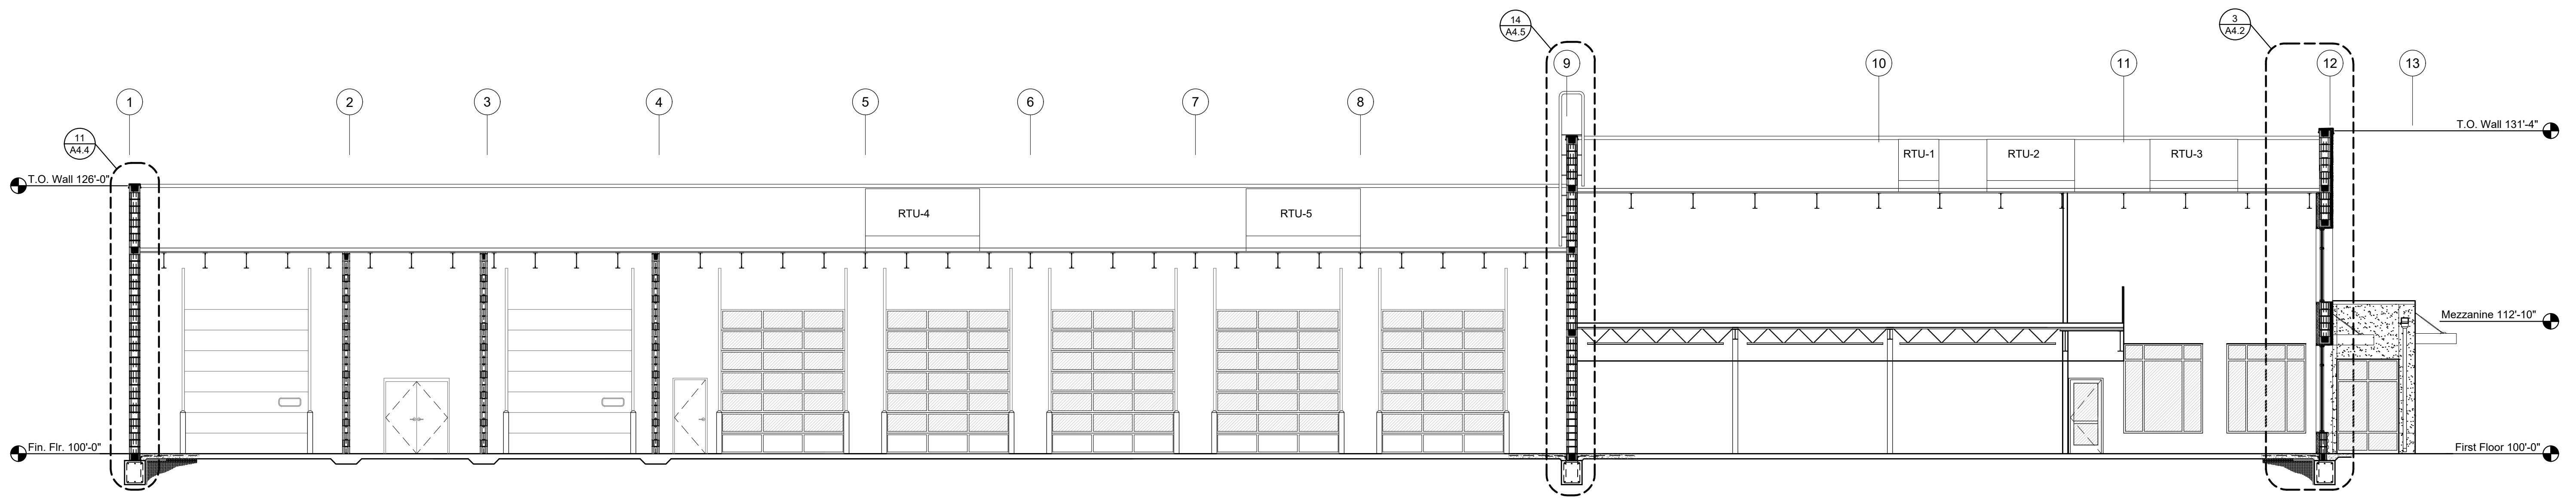 14
A4.5
3
A4.2
9
10
11
12
13
1
2
3
4
5
6
7
8
11
A4.4
T.O. Wall 131'-4"
RTU-1
RTU-2
RTU-3
T.O. Wall 126'-0"
RTU-4
RTU-5
Mezzanine 112'-10"
Fin. Flr. 100'-0"
First Floor 100'-0"